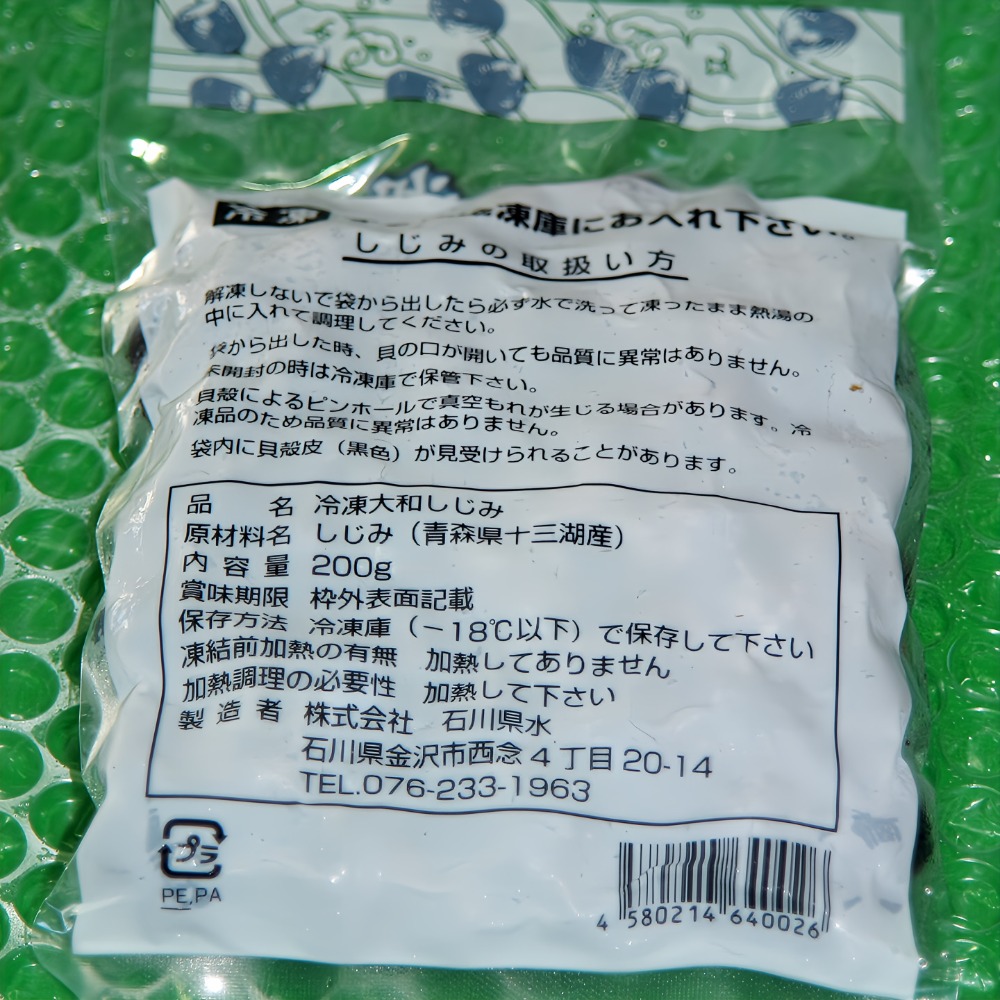 冷凍 凍庫にお入れ下さい。
しじみの取扱い方
解凍しないで袋から出したら必ず水で洗って凍ったまま熱湯の
中に入れて調理してください。
袋から出した時、貝の口が開いても品質に異常はありません。
未開封の時は冷凍庫で保管下さい。
貝殻によるピンホールで真空もれが生じる場合があります。冷
凍品のため品質に異常はありません。
袋内に貝殻皮（黒色）が見受けられることがあります。
品名 冷凍大和しじみ
原材料名 しじみ（青森県十三湖産）
内容量 200g
賞味期限 枠外表面記載
保存方法 冷凍庫（－18℃以下）で保存して下さい
凍結前加熱の有無 加熱してありません
加熱調理の必要性 加熱して下さい
製造者 株式会社 石川県水
石川県金沢市西念4丁目20-14
TEL.076-233-1963
プラ
PE,PA
4 580214 640026